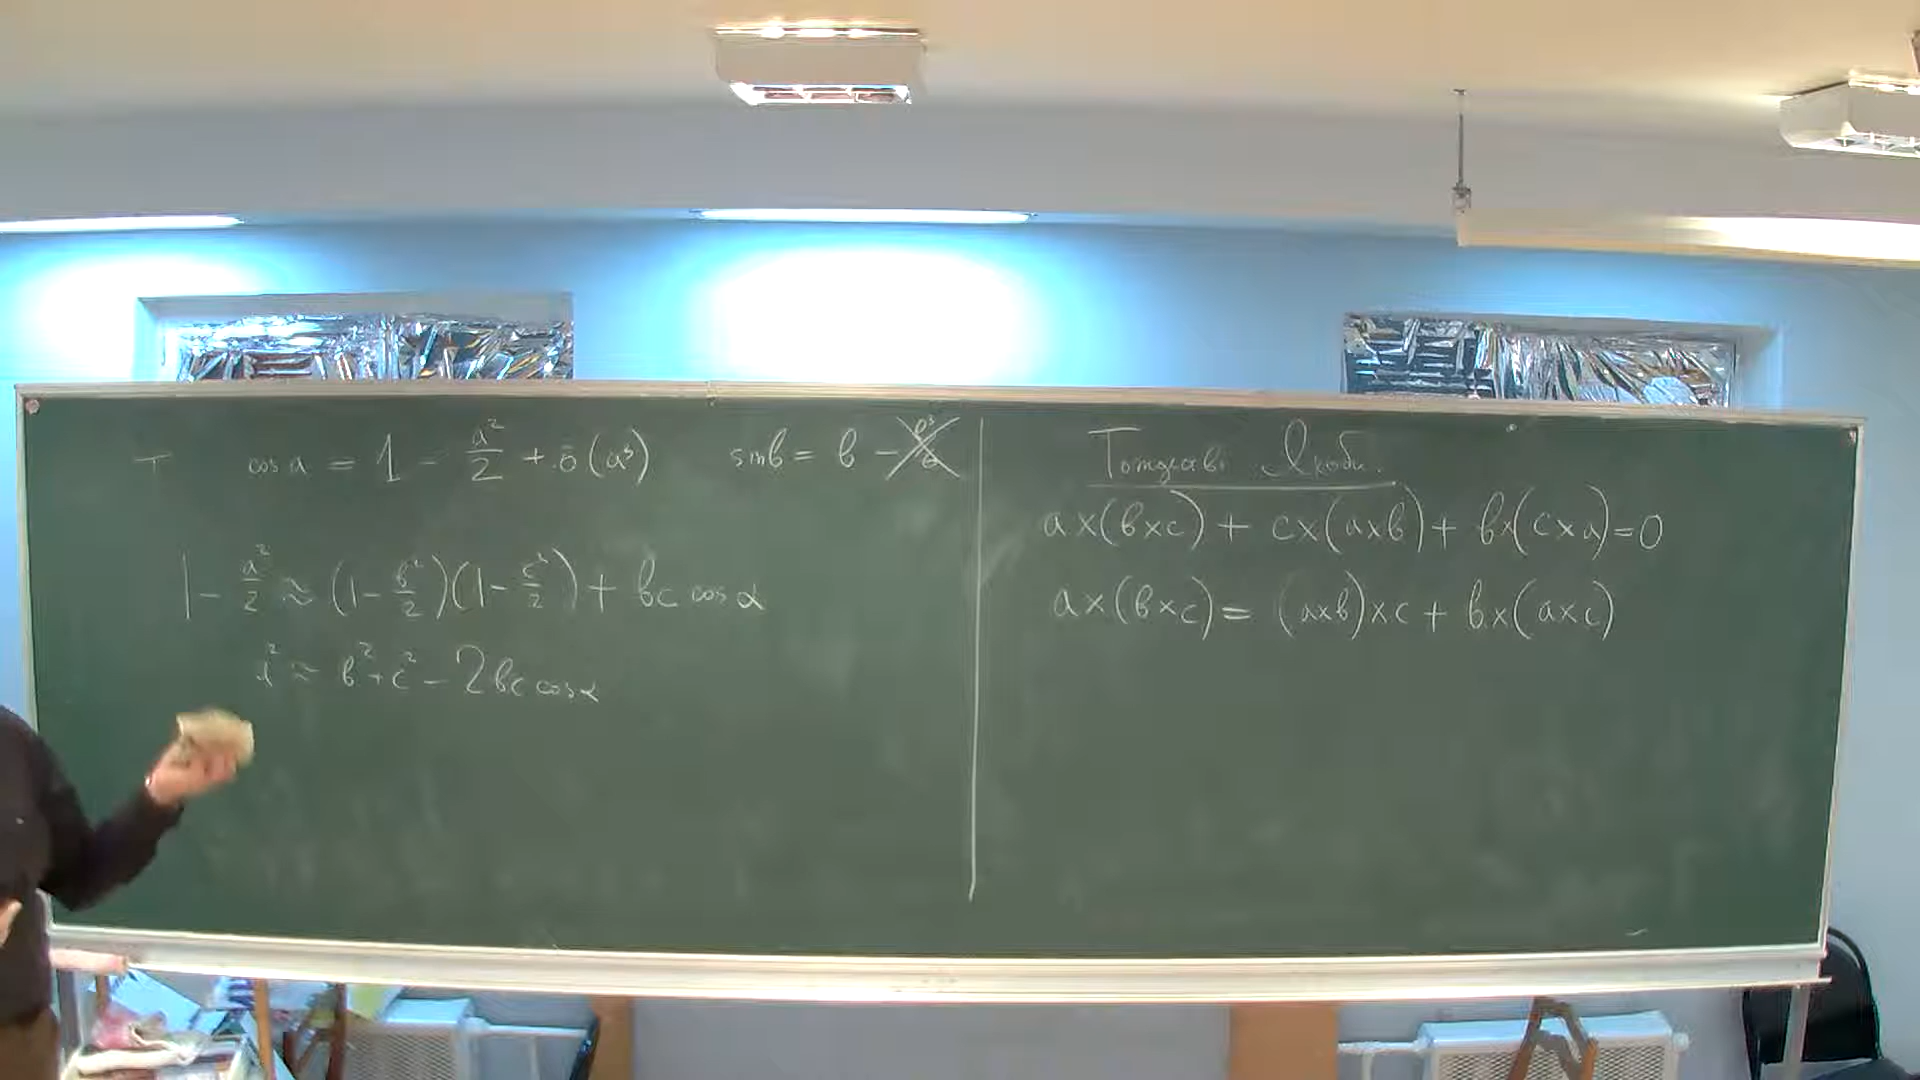 cos a = 1 - a²/2 + ō(a³) sin b = b -
1 - a²/2 ≈ (1 - b²/2)(1 - c²/2) + bc cos α
² ≈ b² + c² - 2bc cos α
Тождество Якоби.
a×(b×c) + c×(a×b) + b×(c×a) = 0
a×(b×c) = (a×b)×c + b×(a×c)